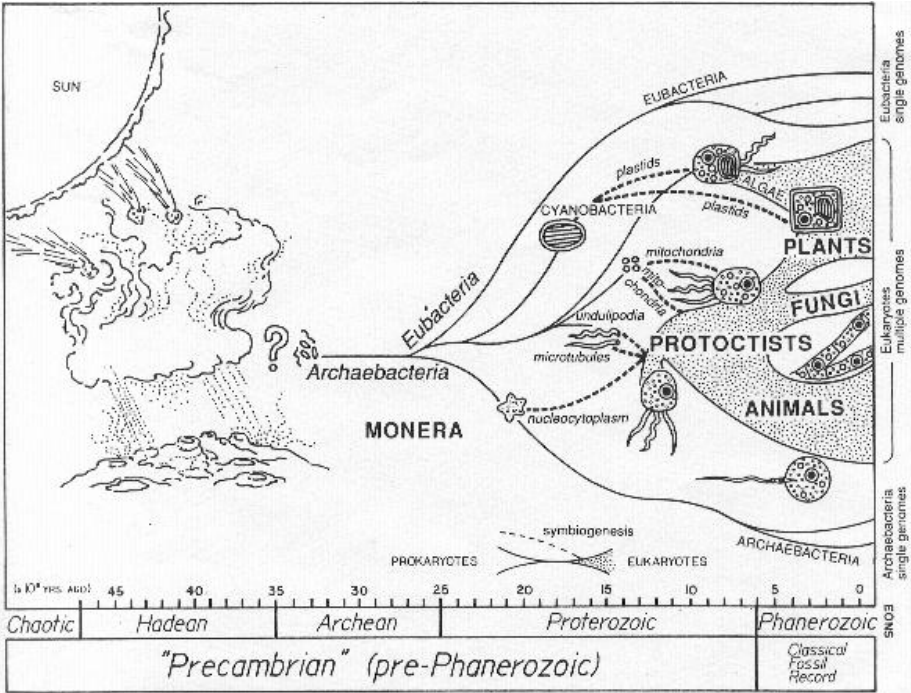 SUN
EUBACTERIA
plastids
ALGAE
CYANOBACTERIA
plastids
PLANTS
mitochondria
mito-
chondria
FUNGI
Eubacteria
undulipodia
PROTOCTISTS
microtubules
?
Archaebacteria
ANIMALS
nucleocytoplasm
MONERA
symbiogenesis
PROKARYOTES
EUKARYOTES
ARCHAEBACTERIA
Eubacteria
single genomes
Eukaryotes
multiple genomes
Archaebacteria
single genomes
YRS. AGO)
45 40 35 30 25 20 15 10 5 0
EONS
Chaotic Hadean Archean Proterozoic Phanerozoic
"Precambrian" (pre-Phanerozoic)
Classical
Fossil
Record